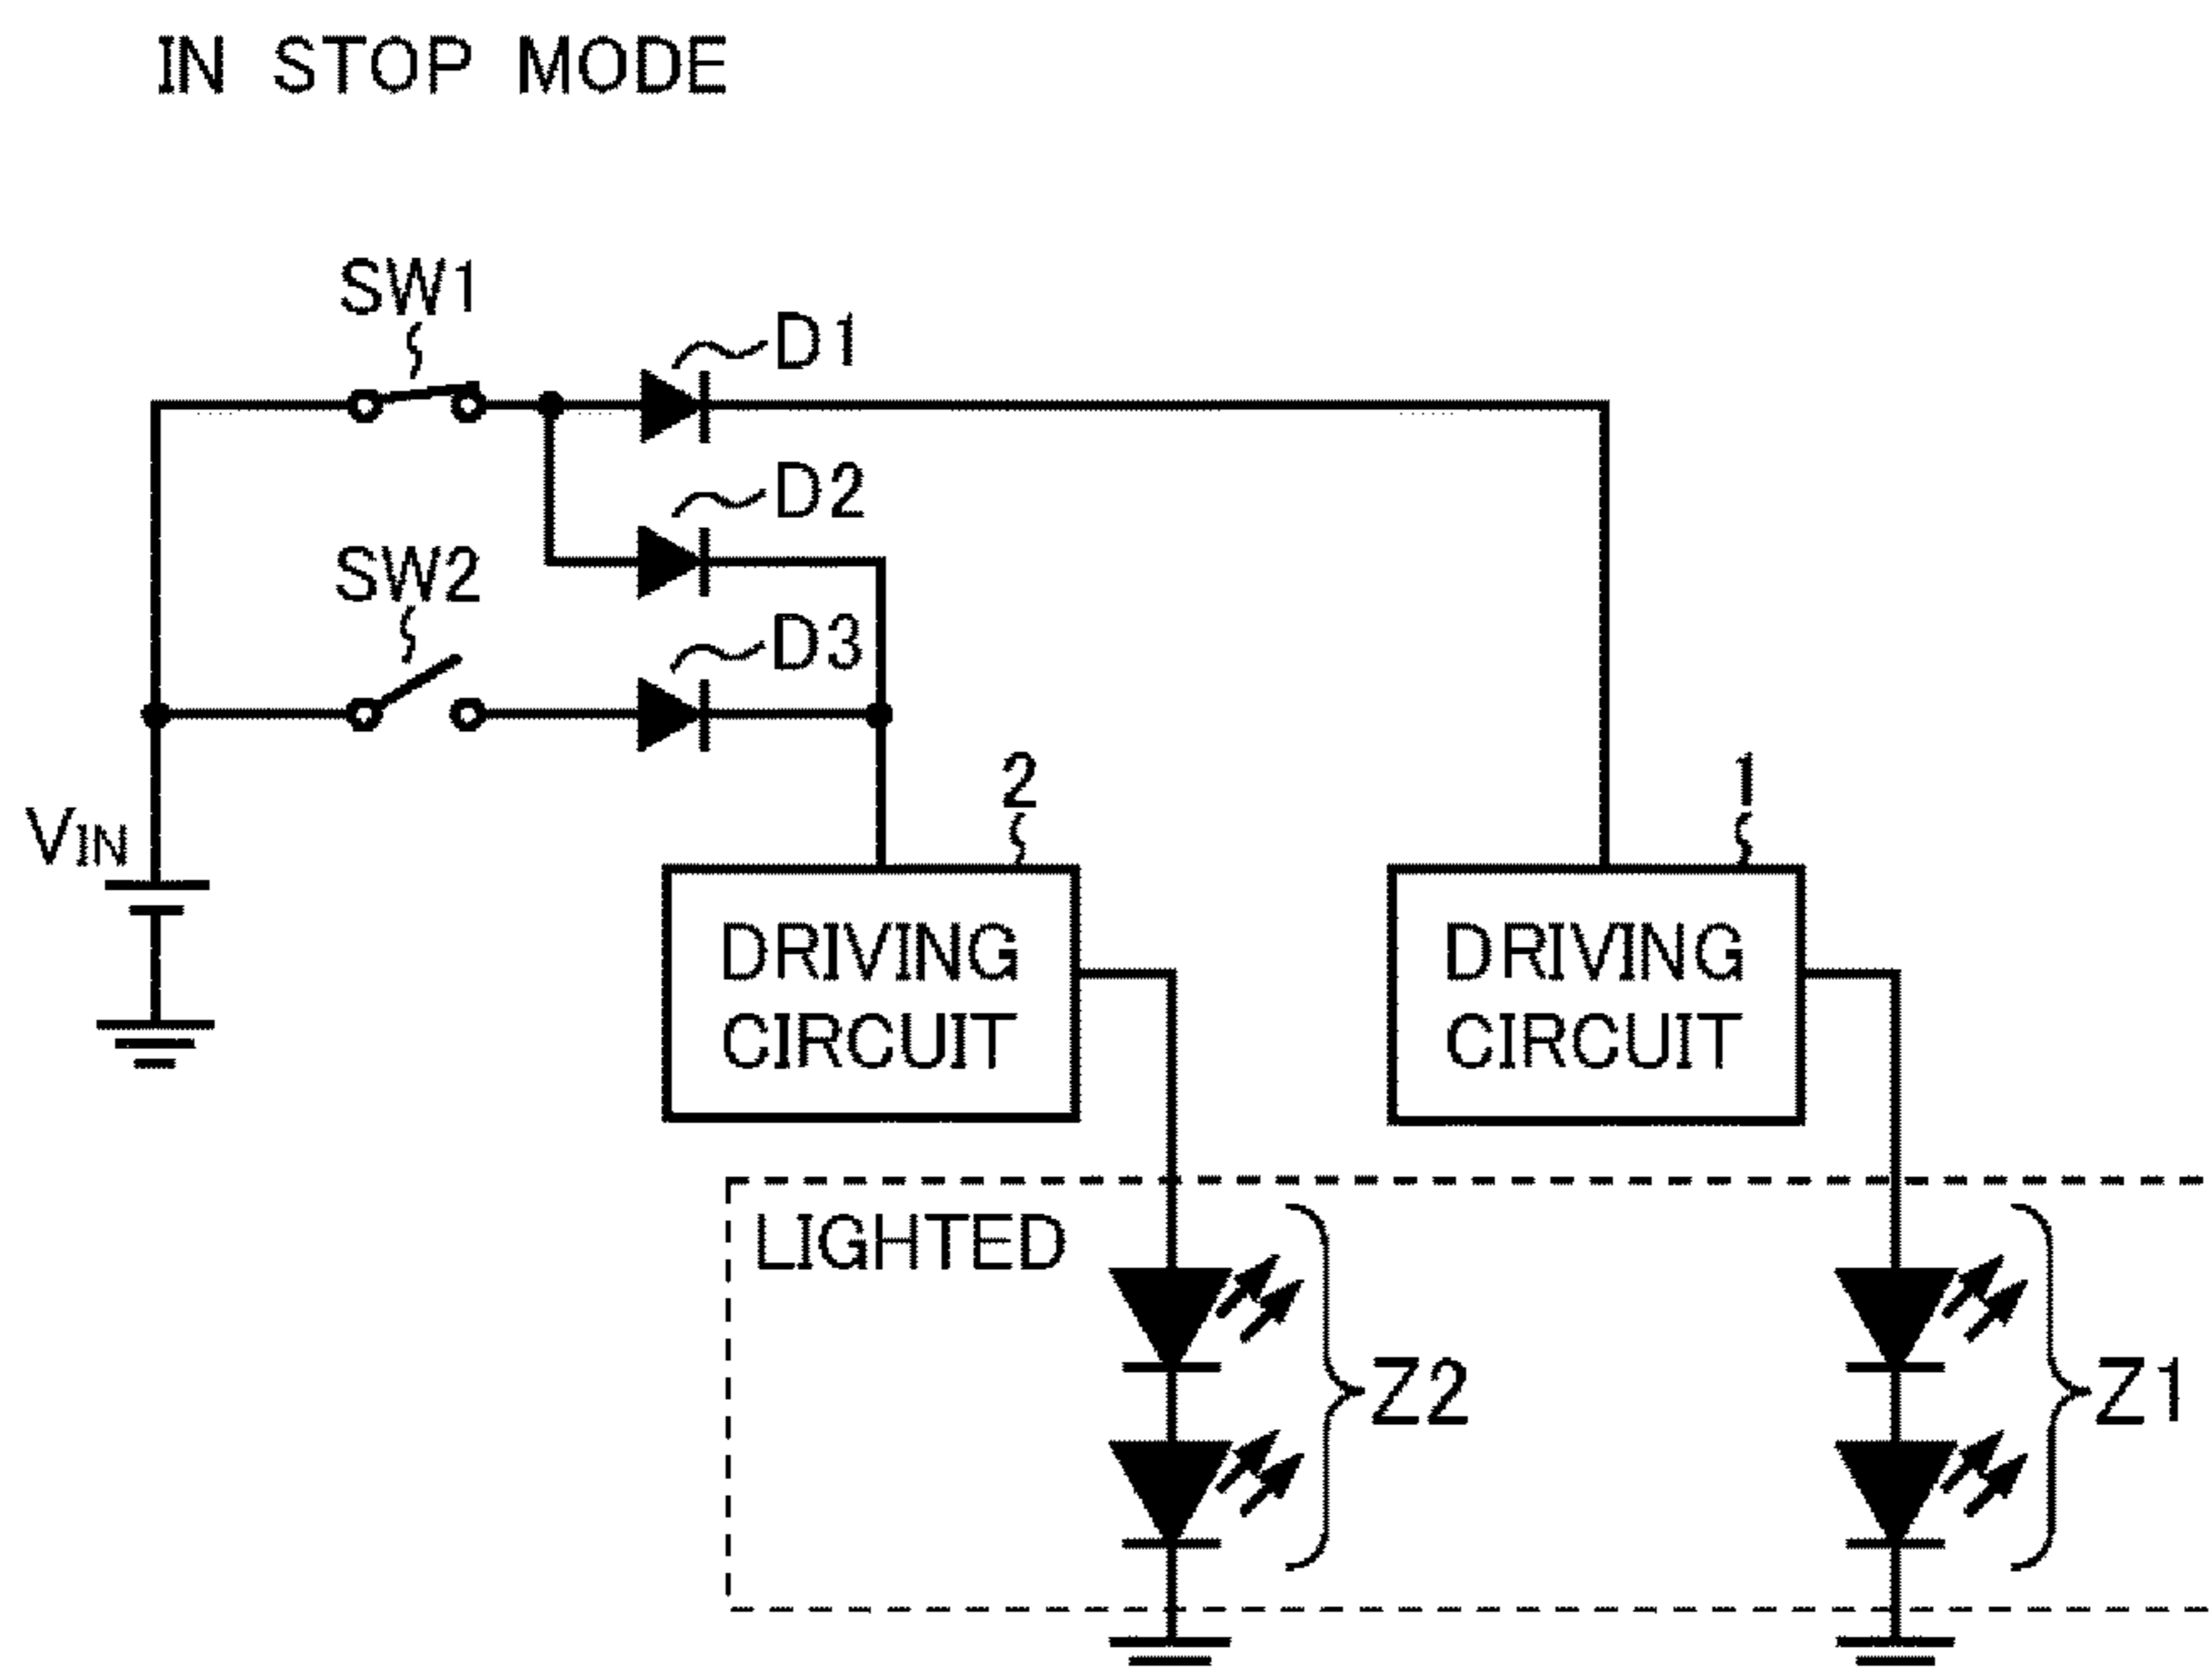 IN STOP MODE
SW1
D1
D2
SW2
D3
VIN
2
1
DRIVING
CIRCUIT
DRIVING
CIRCUIT
LIGHTED
Z2
Z1